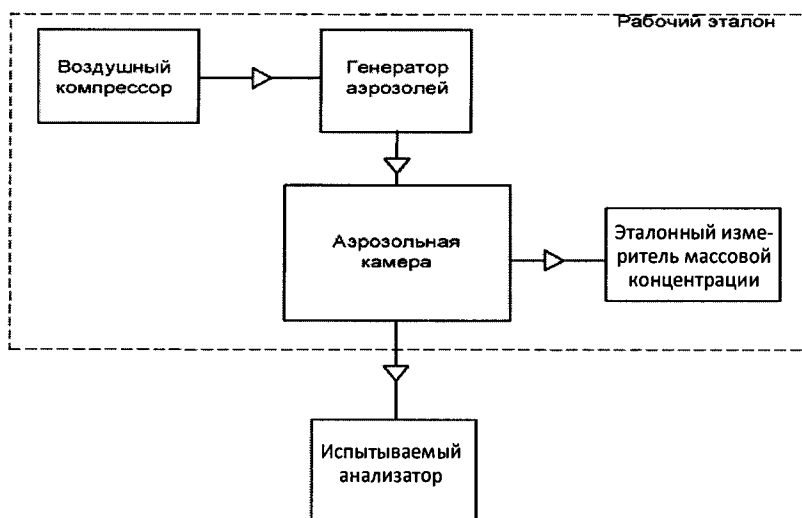 Рабочий эталон
Воздушный
компрессор
Генератор
аэрозолей
Аэрозольная
камера
Эталонный изме-
ритель массовой
концентрации
Испытываемый
анализатор